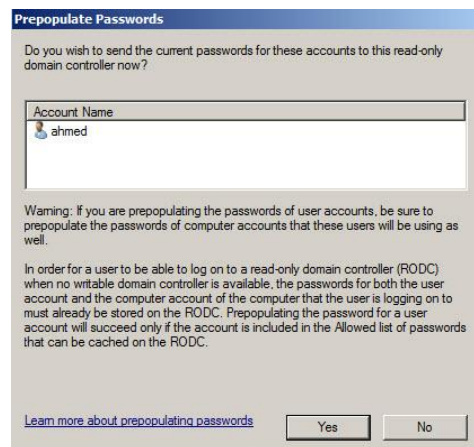 Prepopulate Passwords
Do you wish to send the current passwords for these accounts to this read-only
domain controller now?
Account Name
ahmed
Warning: If you are prepopulating the passwords of user accounts, be sure to
prepopulate the passwords of computer accounts that these users will be using as
well.
In order for a user to be able to log on to a read-only domain controller (RODC)
when no writable domain controller is available, the passwords for both the user
account and the computer account of the computer that the user is logging on to
must already be stored on the RODC. Prepopulating the password for a user
account will succeed only if the account is included in the Allowed list of passwords
that can be cached on the RODC.
Learn more about prepopulating passwords
Yes
No